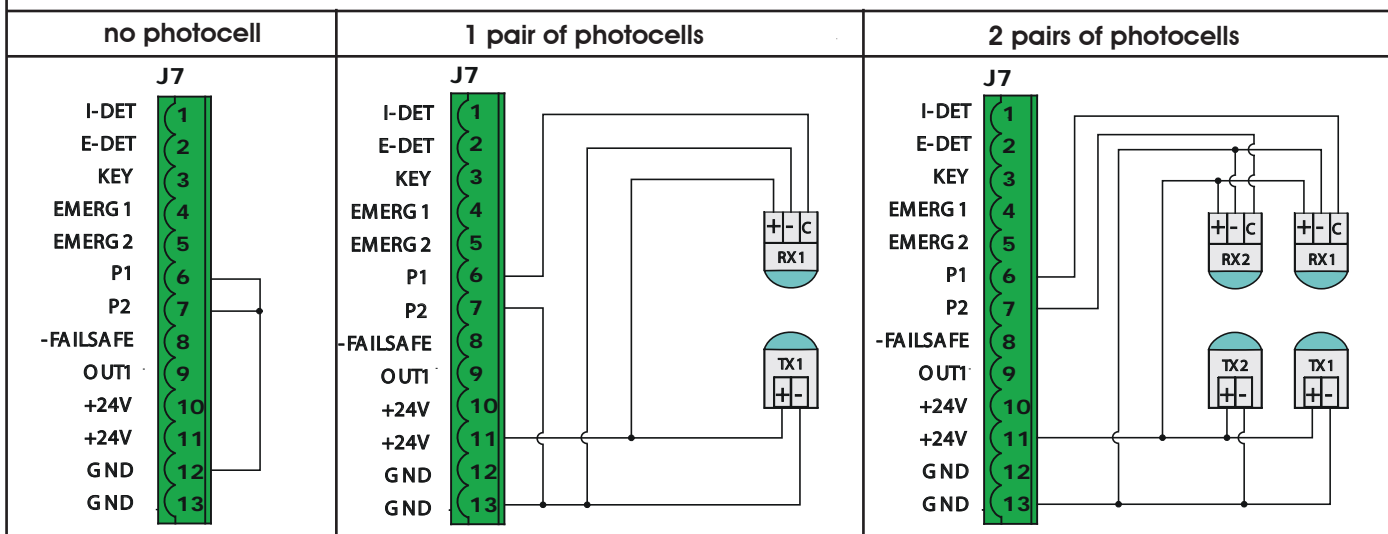 no photocell
J7
I-DET 1
E-DET 2
KEY 3
EMERG 1 4
EMERG 2 5
P1 6
P2 7
-FAILSAFE 8
OUT1 9
+24V 10
+24V 11
GND 12
GND 13
1 pair of photocells
J7
I-DET 1
E-DET 2
KEY 3
EMERG 1 4
EMERG 2 5
P1 6
P2 7
-FAILSAFE 8
OUT1 9
+24V 10
+24V 11
GND 12
GND 13
+ - C
RX1
TX1
+ -
2 pairs of photocells
J7
I-DET 1
E-DET 2
KEY 3
EMERG 1 4
EMERG 2 5
P1 6
P2 7
-FAILSAFE 8
OUT1 9
+24V 10
+24V 11
GND 12
GND 13
+ - C
RX2
+ - C
RX1
TX2
+ -
TX1
+ -